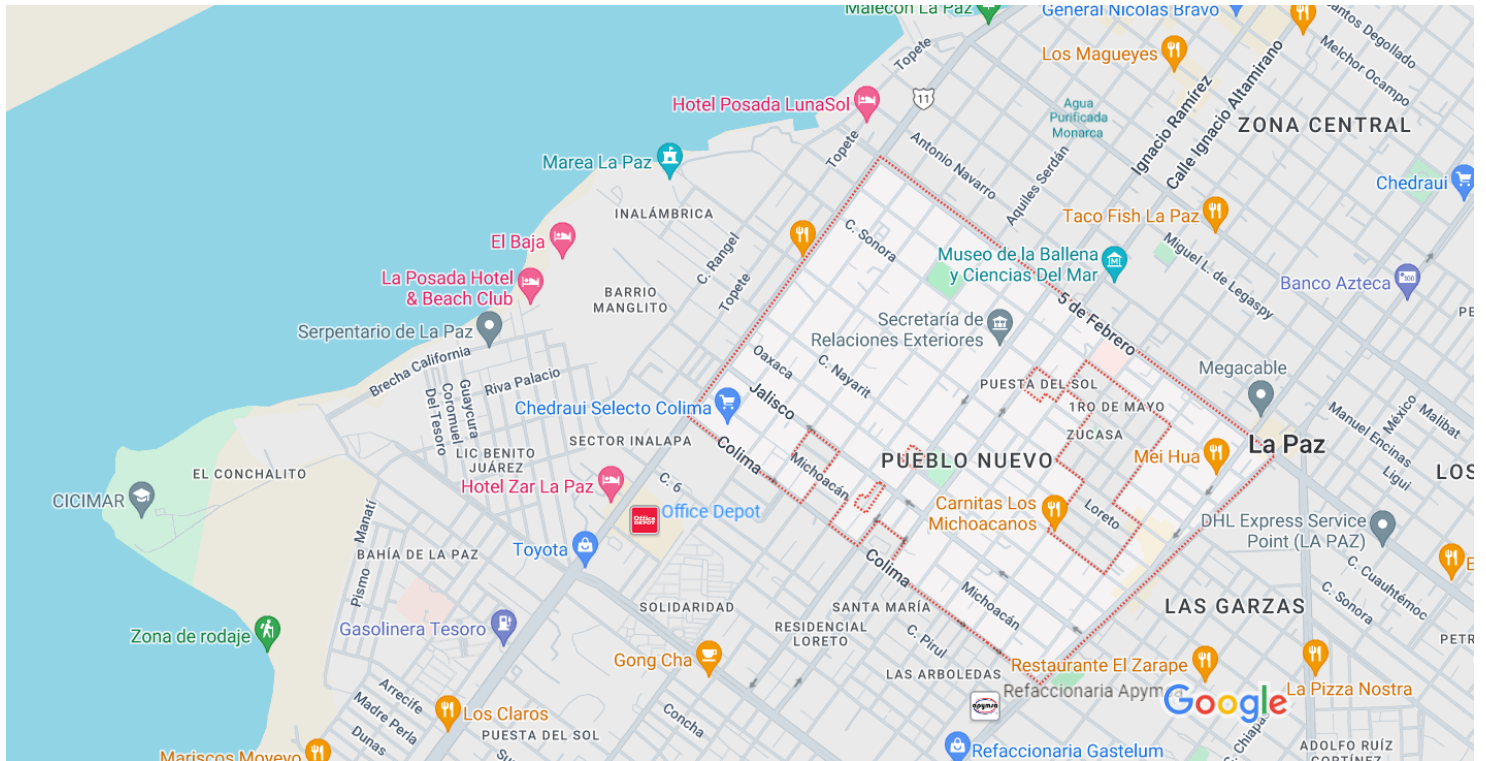 Malecón La Paz
General Nicolás Bravo
Santos Degollado
Melchor Ocampo
Los Magueyes
Topete
Hotel Posada LunaSol
11
Agua
Purificada
Monarca
Ignacio Ramírez
Calle Ignacio Altamirano
ZONA CENTRAL
Topete
Antonio Navarro
Marea La Paz
Aquiles Serdán
Chedraui
INALÁMBRICA
Taco Fish La Paz
C. Sonora
El Baja
Miguel L. de Legaspy
La Posada Hotel
& Beach Club
C. Rangel
Museo de la Ballena
y Ciencias Del Mar
Banco Azteca
BARRIO
MANGLITO
Topete
5 de Febrero
Serpentario de La Paz
Secretaría de
Relaciones Exteriores
Brecha California
Oaxaca
C. Nayarit
Megacable
Riva Palacio
Guaycura
Coromuel
Del Tesoro
PUESTA DEL SOL
Jalisco
1RO DE MAYO
Chedraui Selecto Colima
México
Malibat
Manuel Encinas
Ligui
ZUCASA
SECTOR INALAPA
La Paz
LIC BENITO
JUÁREZ
Colima
Michoacán
PUEBLO NUEVO
Mei Hua
EL CONCHALITO
C. 6
Hotel Zar La Paz
CICIMAR
Office
DEPOT
Office Depot
Carnitas Los
Michoacanos
Loreto
DHL Express Service
Point (LA PAZ)
Pismo
Manatí
BAHÍA DE LA PAZ
Toyota
Colima
C. Cuauhtémoc
C. Sonora
SOLIDARIDAD
SANTA MARÍA
Michoacán
LAS GARZAS
RESIDENCIAL
LORETO
Gasolinera Tesoro
Zona de rodaje
C. Pirul
Gong Cha
LAS ARBOLEDAS
Restaurante El Zarape
Arrecife
Refaccionaria Apymsa
apymsa
Google
La Pizza Nostra
Madre Perla
Los Claros
Concha
Dunas
PUESTA DEL SOL
Refaccionaria Gastelum
ADOLFO RUÍZ
CORTÍNEZ
Mariscos Moyeyo